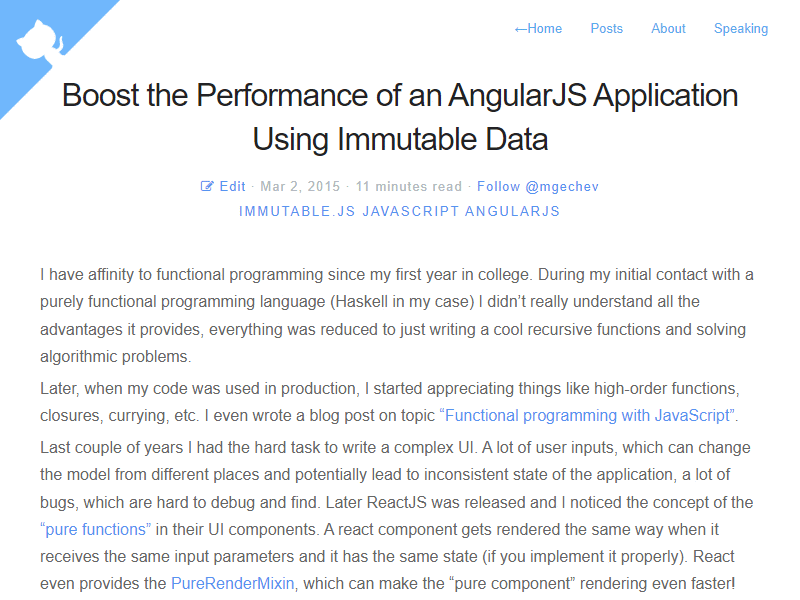 ←Home Posts About Speaking
Boost the Performance of an AngularJS Application
Using Immutable Data
Edit · Mar 2, 2015 · 11 minutes read · Follow @mgechev
IMMUTABLE.JS JAVASCRIPT ANGULARJS
I have affinity to functional programming since my first year in college. During my initial contact with a
purely functional programming language (Haskell in my case) I didn’t really understand all the
advantages it provides, everything was reduced to just writing a cool recursive functions and solving
algorithmic problems.
Later, when my code was used in production, I started appreciating things like high-order functions,
closures, currying, etc. I even wrote a blog post on topic “Functional programming with JavaScript”.
Last couple of years I had the hard task to write a complex UI. A lot of user inputs, which can change
the model from different places and potentially lead to inconsistent state of the application, a lot of
bugs, which are hard to debug and find. Later ReactJS was released and I noticed the concept of the
“pure functions” in their UI components. A react component gets rendered the same way when it
receives the same input parameters and it has the same state (if you implement it properly). React
even provides the PureRenderMixin, which can make the “pure component” rendering even faster!